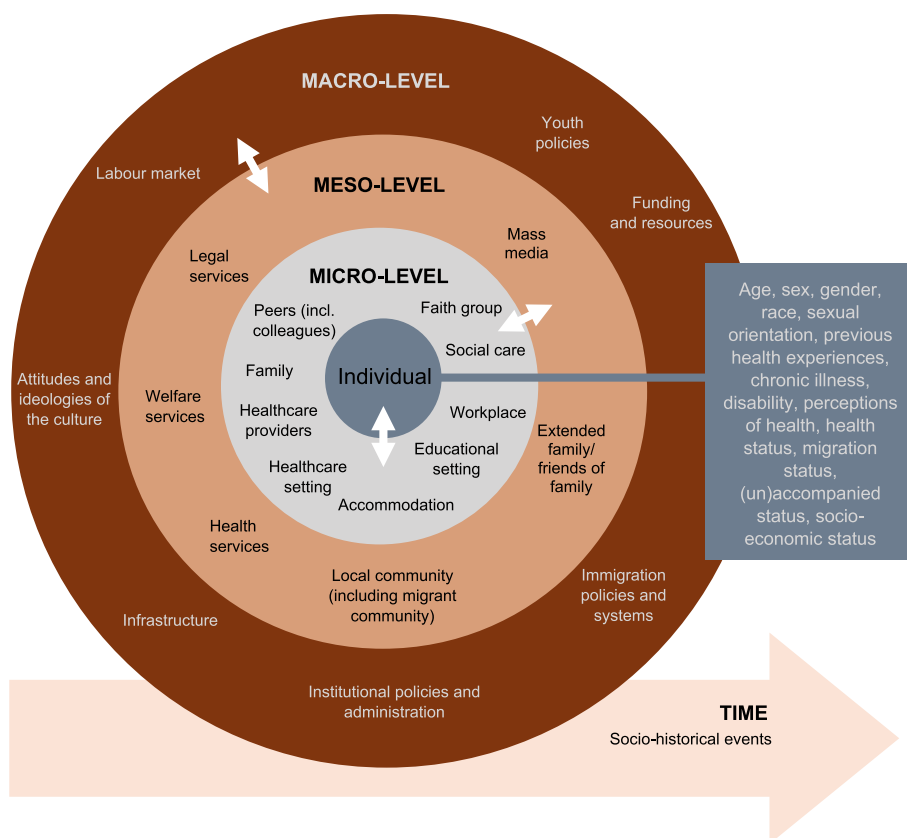 MACRO-LEVEL
Youth
policies
Labour market
Funding
and resources
Attitudes and
ideologies
of the culture
Infrastructure
Immigration
policies and
systems
Institutional policies and
administration
MESO-LEVEL
Mass
media
Legal
services
Welfare
services
Extended
family/
friends of
family
Health
services
Local community
(including migrant
community)
MICRO-LEVEL
Peers (incl.
colleagues)
Faith group
Social care
Family
Workplace
Healthcare
providers
Educational
setting
Healthcare
setting
Accommodation
Individual
Age, sex, gender,
race, sexual
orientation, previous
health experiences,
chronic illness,
disability, perceptions
of health, health
status, migration
status,
(un)accompanied
status, socio-
economic status
TIME
Socio-historical events